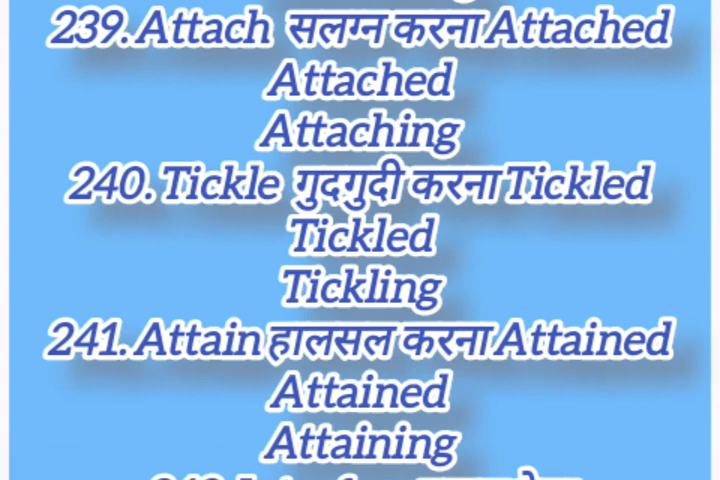 239. Attach सलग्न करना Attached
Attached
Attaching
240. Tickle गुदगुदी करना Tickled
Tickled
Tickling
241. Attain हालसल करना Attained
Attained
Attaining